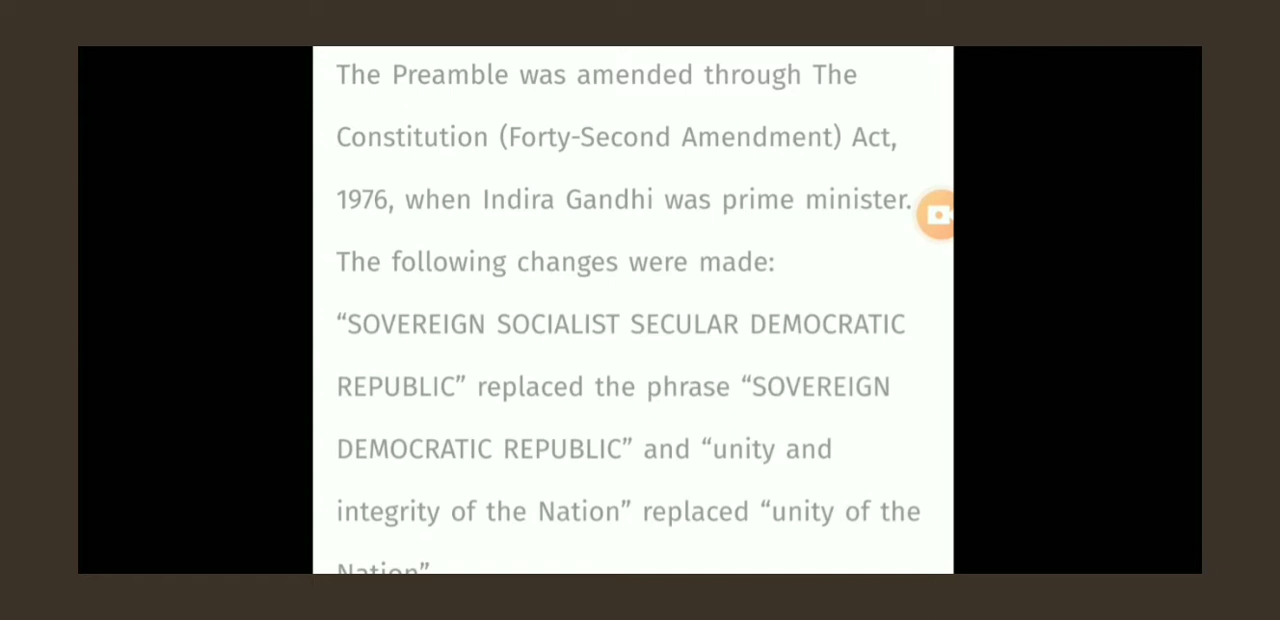 The Preamble was amended through The
Constitution (Forty-Second Amendment) Act,
1976, when Indira Gandhi was prime minister.
The following changes were made:
“SOVEREIGN SOCIALIST SECULAR DEMOCRATIC
REPUBLIC” replaced the phrase “SOVEREIGN
DEMOCRATIC REPUBLIC” and “unity and
integrity of the Nation” replaced “unity of the
Nation”